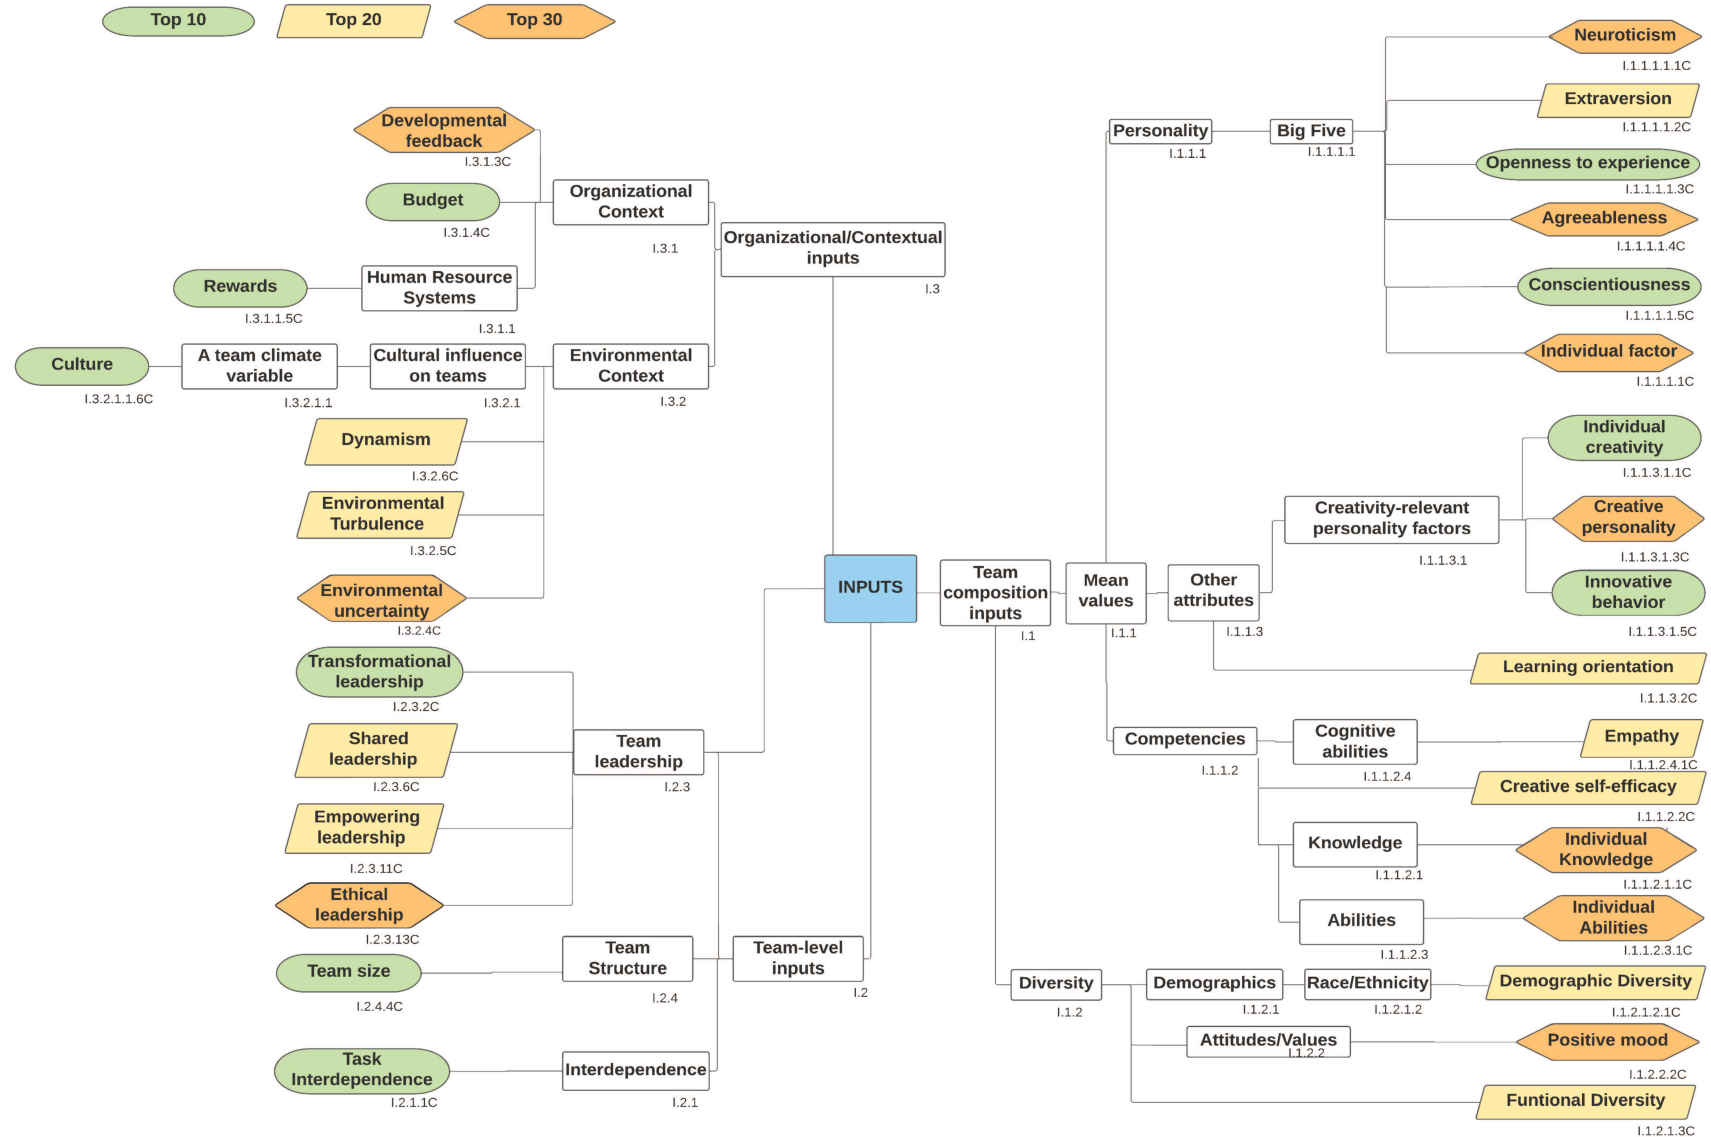 Top 10
Top 20
Top 30
Developmental
feedback
I.3.1.3C
Budget
I.3.1.4C
Organizational
Context
I.3.1
Organizational/Contextual
inputs
I.3
Rewards
I.3.1.1.5C
Human Resource
Systems
I.3.1.1
Culture
I.3.2.1.1.6C
A team climate
variable
I.3.2.1.1
Cultural influence
on teams
I.3.2.1
Environmental
Context
I.3.2
Dynamism
I.3.2.6C
Environmental
Turbulence
I.3.2.5C
Environmental
uncertainty
I.3.2.4C
Transformational
leadership
I.2.3.2C
Shared
leadership
I.2.3.6C
Team
leadership
I.2.3
Empowering
leadership
I.2.3.11C
Ethical
leadership
I.2.3.13C
Team size
I.2.4.4C
Team
Structure
I.2.4
Team-level
inputs
I.2
Task
Interdependence
I.2.1.1C
Interdependence
I.2.1
INPUTS
Team
composition
inputs
I.1
Mean
values
I.1.1
Other
attributes
I.1.1.3
Personality
I.1.1.1
Big Five
I.1.1.1.1
Neuroticism
I.1.1.1.1.1C
Extraversion
I.1.1.1.1.2C
Openness to experience
I.1.1.1.1.3C
Agreeableness
I.1.1.1.1.4C
Conscientiousness
I.1.1.1.1.5C
Individual factor
I.1.1.1.1C
Creativity-relevant
personality factors
I.1.1.3.1
Individual
creativity
I.1.1.3.1.1C
Creative
personality
I.1.1.3.1.3C
Innovative
behavior
I.1.1.3.1.5C
Learning orientation
I.1.1.3.2C
Competencies
I.1.1.2
Cognitive
abilities
I.1.1.2.4
Empathy
I.1.1.2.4.1C
Creative self-efficacy
I.1.1.2.2C
Knowledge
I.1.1.2.1
Individual
Knowledge
I.1.1.2.1.1C
Abilities
I.1.1.2.3
Individual
Abilities
I.1.1.2.3.1C
Diversity
I.1.2
Demographics
I.1.2.1
Race/Ethnicity
I.1.2.1.2
Demographic Diversity
I.1.2.1.2.1C
Attitudes/Values
I.1.2.2
Positive mood
I.1.2.2.2C
Funtional Diversity
I.1.2.1.3C